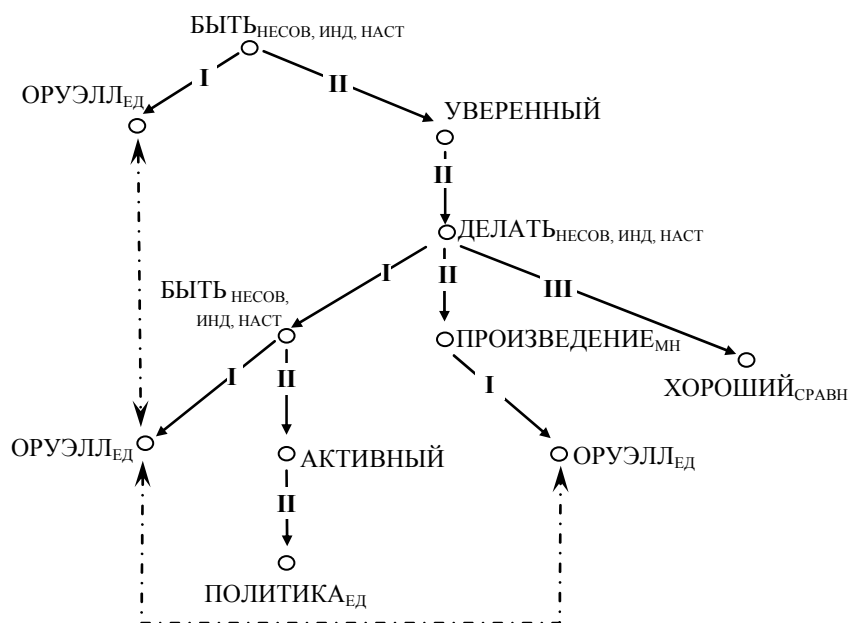 БЫТЬНЕСОВ, ИНД, НАСТ
I
II
ОРУЭЛЛЕД
УВЕРЕННЫЙ
II
ДЕЛАТЬНЕСОВ, ИНД, НАСТ
I
II
III
БЫТЬ НЕСОВ,
ИНД, НАСТ
ПРОИЗВЕДЕНИЕМН
ХОРОШИЙСРАВН
I
II
I
ОРУЭЛЛЕД
АКТИВНЫЙ
ОРУЭЛЛЕД
II
ПОЛИТИКАЕД